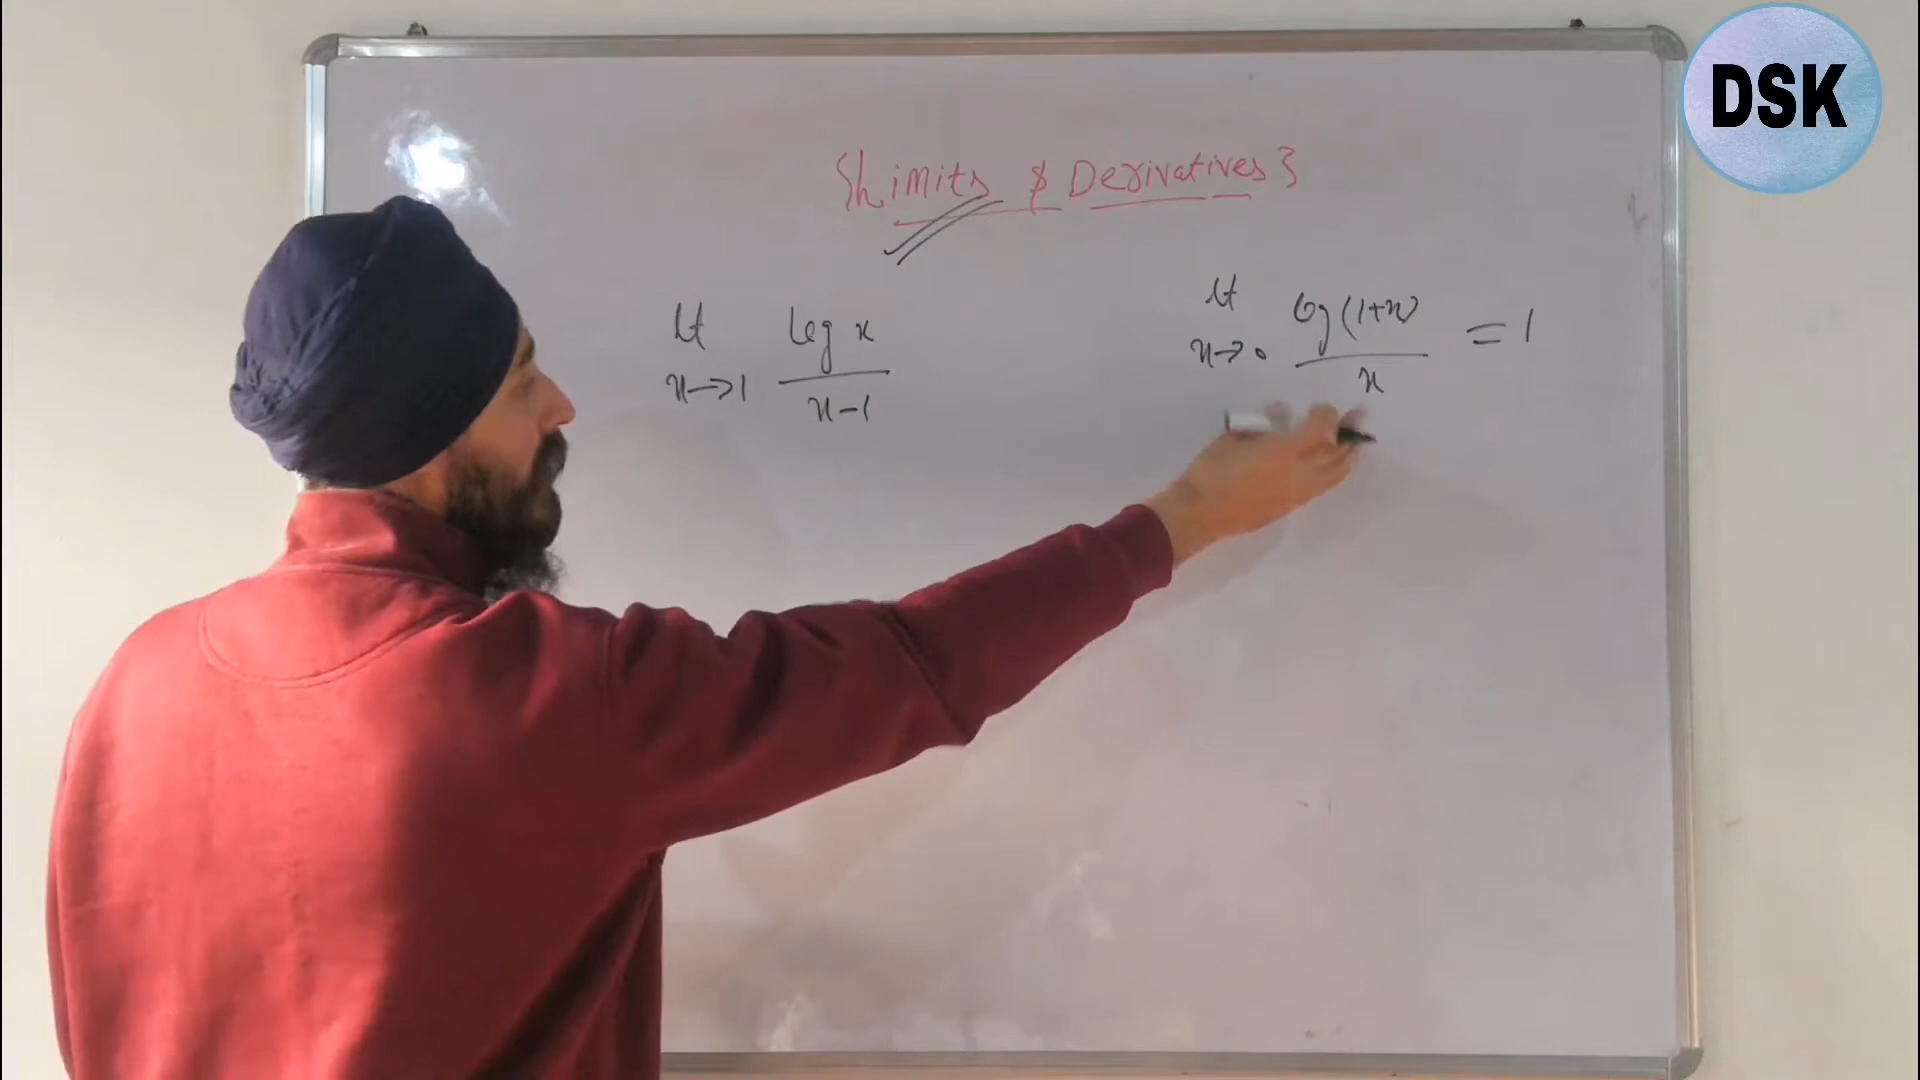 DSK
{Limits & Derivatives}
lt x→1 log x / x-1
lt x→0 log(1+x) / x = 1